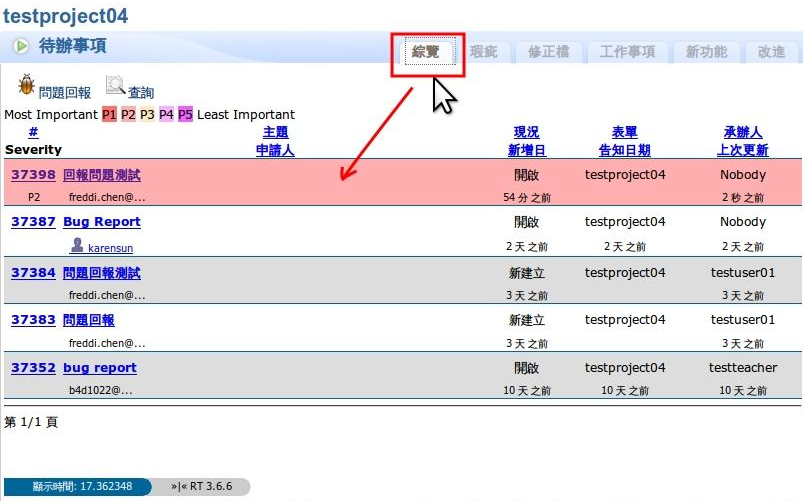 testproject04
待辦事項
綜覽 瑕疵 修正檔 工作事項 新功能 改進
問題回報 查詢
Most Important P1 P2 P3 P4 P5 Least Important
# 主題 現況 表單 承辦人
Severity 申請人 新增日 告知日期 上次更新
37398 回報問題測試 開啟 testproject04 Nobody
P2 freddi.chen@... 54 分 之前 2 秒 之前
37387 Bug Report 開啟 testproject04 Nobody
karensun 2 天 之前 2 天 之前 2 天 之前
37384 問題回報測試 新建立 testproject04 testuser01
freddi.chen@... 3 天 之前 3 天 之前
37383 問題回報 新建立 testproject04 testuser01
freddi.chen@... 3 天 之前 3 天 之前
37352 bug report 開啟 testproject04 testteacher
b4d1022@... 10 天 之前 10 天 之前 10 天 之前
第 1/1 頁
顯示時間: 17.362348 »|« RT 3.6.6